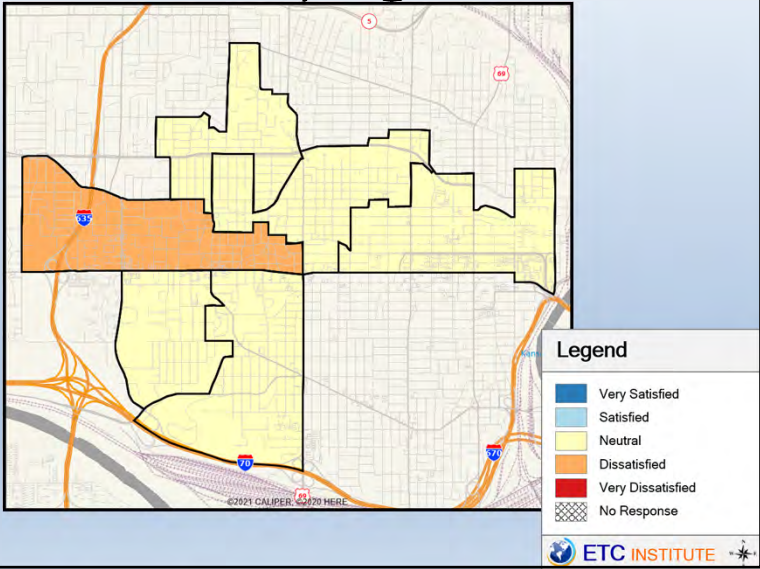 5
69
635
Legend
Very Satisfied
Satisfied
Neutral
Dissatisfied
Very Dissatisfied
No Response
70
670
69
©2021 CALIPER; ©2020 HERE
ETC INSTITUTE